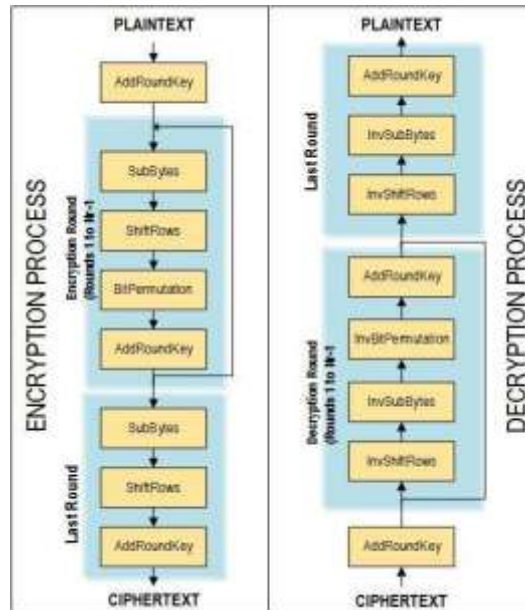 PLAINTEXT
AddRoundKey
ENCRYPTION PROCESS
Encryption Round
(Rounds 1 to Nr-1)
SubBytes
ShiftRows
BitPermutation
AddRoundKey
Last Round
SubBytes
ShiftRows
AddRoundKey
CIPHERTEXT
PLAINTEXT
Last Round
AddRoundKey
InvSubBytes
InvShiftRows
DECRYPTION PROCESS
Decryption Round
(Rounds 1 to Nr-1)
AddRoundKey
InvBitPermutation
InvSubBytes
InvShiftRows
AddRoundKey
CIPHERTEXT